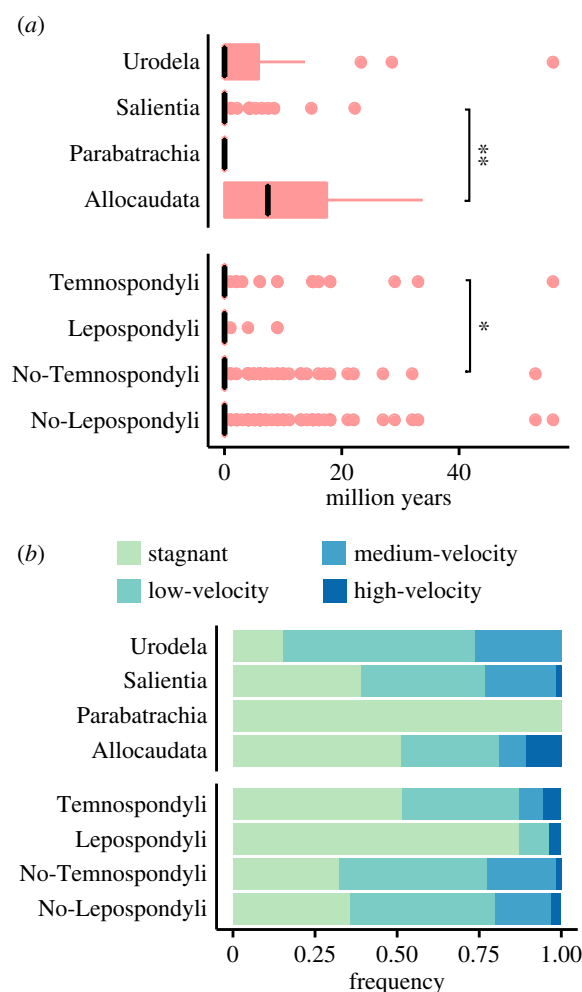 (a)
Urodela
Salientia
Parabatrachia
Allocaudata
**
Temnospondyli
Lepospondyli
No-Temnospondyli
No-Lepospondyli
*
0 20 40
million years
(b)
stagnant medium-velocity
low-velocity high-velocity
Urodela
Salientia
Parabatrachia
Allocaudata
Temnospondyli
Lepospondyli
No-Temnospondyli
No-Lepospondyli
0 0.25 0.50 0.75 1.00
frequency